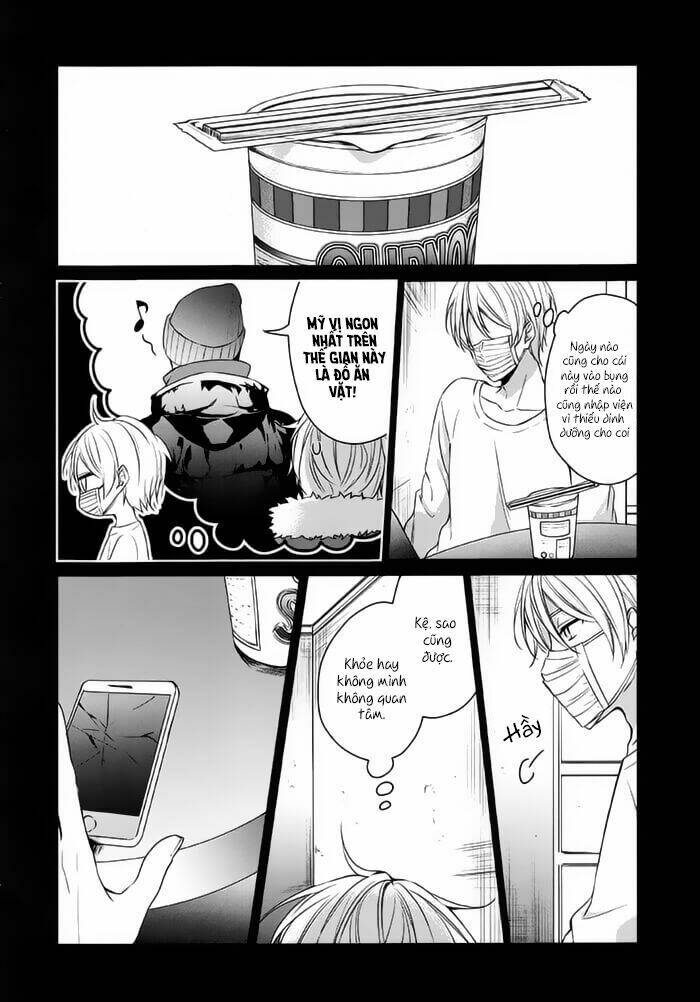 MỸ VỊ NGON
NHẤT TRÊN
THẾ GIAN NÀY
LÀ ĐỒ ĂN
VẶT!
Ngày nào
cũng cho cái
này vào bụng
rồi thế nào
cũng nhập viện
vì thiếu dinh
dưỡng cho coi
Kệ, sao
cũng
được.
Khỏe hay
không mình
không quan
tâm.
Hầy